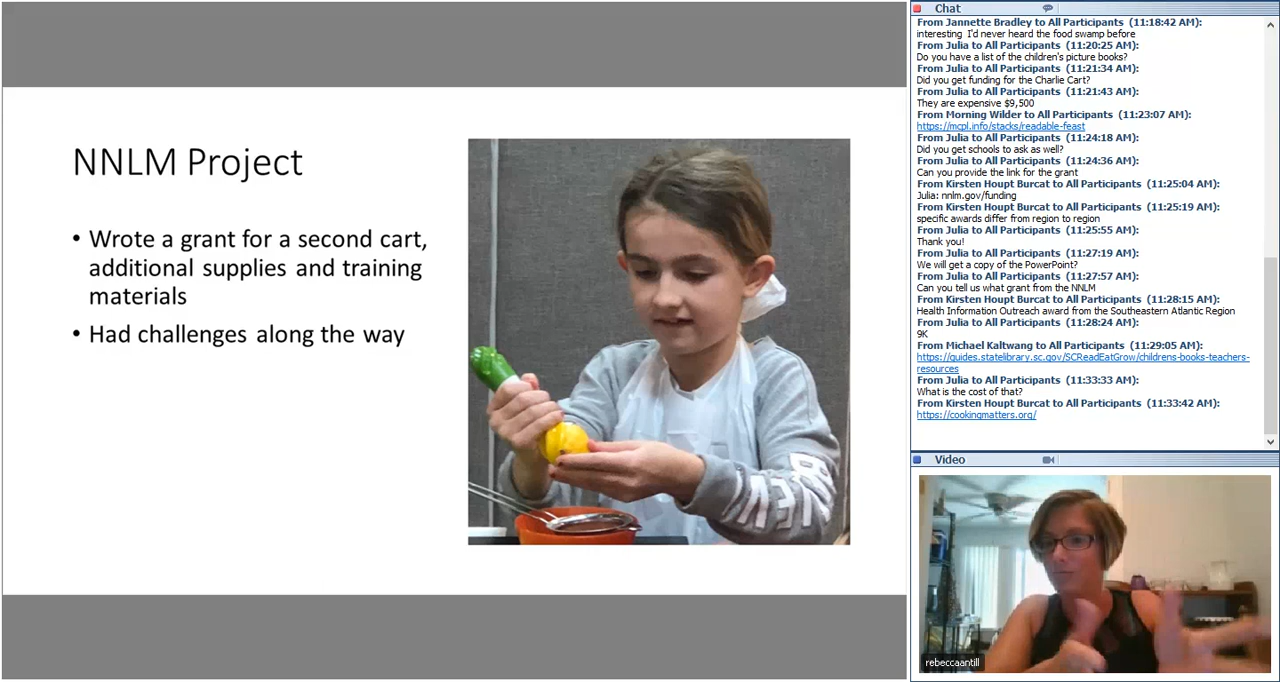 NNLM Project
• Wrote a grant for a second cart,
additional supplies and training
materials
• Had challenges along the way
Chat
From Jannette Bradley to All Participants (11:18:42 AM):
interesting I'd never heard the food swamp before
From Julia to All Participants (11:20:25 AM):
Do you have a list of the children's picture books?
From Julia to All Participants (11:21:34 AM):
Did you get funding for the Charlie Cart?
From Julia to All Participants (11:21:43 AM):
They are expensive $9,500
From Morning Wilder to All Participants (11:23:07 AM):
https://mcpl.info/stacks/readable-feast
From Julia to All Participants (11:24:18 AM):
Did you get schools to ask as well?
From Julia to All Participants (11:24:36 AM):
Can you provide the link for the grant
From Kirsten Houpt Burcat to All Participants (11:25:04 AM):
Julia: nnlm.gov/funding
From Kirsten Houpt Burcat to All Participants (11:25:19 AM):
specific awards differ from region to region
From Julia to All Participants (11:25:55 AM):
Thank you!
From Julia to All Participants (11:27:19 AM):
We will get a copy of the PowerPoint?
From Julia to All Participants (11:27:57 AM):
Can you tell us what grant from the NNLM
From Kirsten Houpt Burcat to All Participants (11:28:15 AM):
Health Information Outreach award from the Southeastern Atlantic Region
From Julia to All Participants (11:28:24 AM):
9K
From Michael Kaltwang to All Participants (11:29:05 AM):
https://guides.statelibrary.sc.gov/SCReadEatGrow/childrens-books-teachers-
resources
From Julia to All Participants (11:33:33 AM):
What is the cost of that?
From Kirsten Houpt Burcat to All Participants (11:33:42 AM):
https://cookingmatters.org/
Video
rebeccaantill